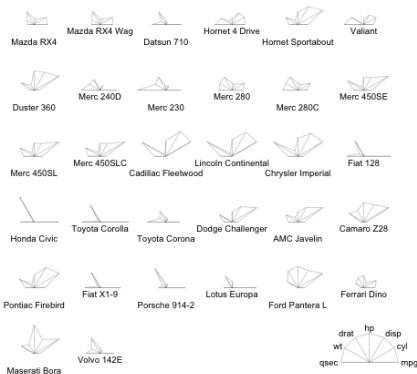 Mazda RX4 Mazda RX4 Wag Datsun 710 Hornet 4 Drive Hornet Sportabout Valiant
Duster 360 Merc 240D Merc 230 Merc 280 Merc 280C Merc 450SE
Merc 450SL Merc 450SLC Cadillac Fleetwood Lincoln Continental Chrysler Imperial Fiat 128
Honda Civic Toyota Corolla Toyota Corona Dodge Challenger AMC Javelin Camaro Z28
Pontiac Firebird Fiat X1-9 Porsche 914-2 Lotus Europa Ford Pantera L Ferrari Dino
Maserati Bora Volvo 142E
hp
drat disp
wt cyl
qsec mpg